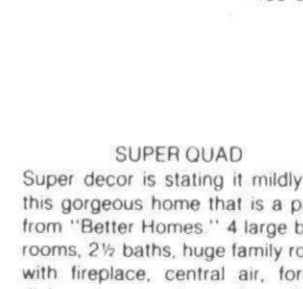 SUPER QUAD
Super decor is stating it mildly
this gorgeous home that is a p
from "Better Homes." 4 large b
rooms, 2½ baths, huge family ro
with fireplace, central air, for